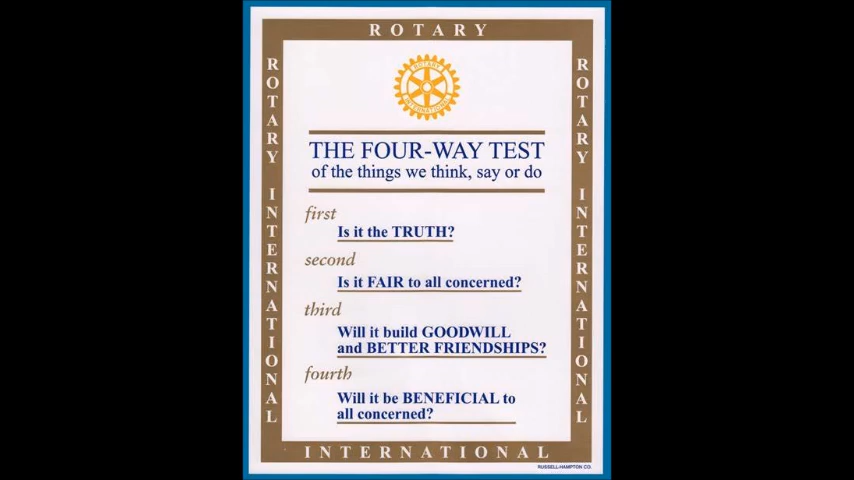 ROTARY
ROTARY INTERNATIONAL
ROTARY INTERNATIONAL
ROTARY
INTERNATIONAL
THE FOUR-WAY TEST
of the things we think, say or do
first
Is it the TRUTH?
second
Is it FAIR to all concerned?
third
Will it build GOODWILL
and BETTER FRIENDSHIPS?
fourth
Will it be BENEFICIAL to
all concerned?
INTERNATIONAL
RUSSELL-HAMPTON CO.